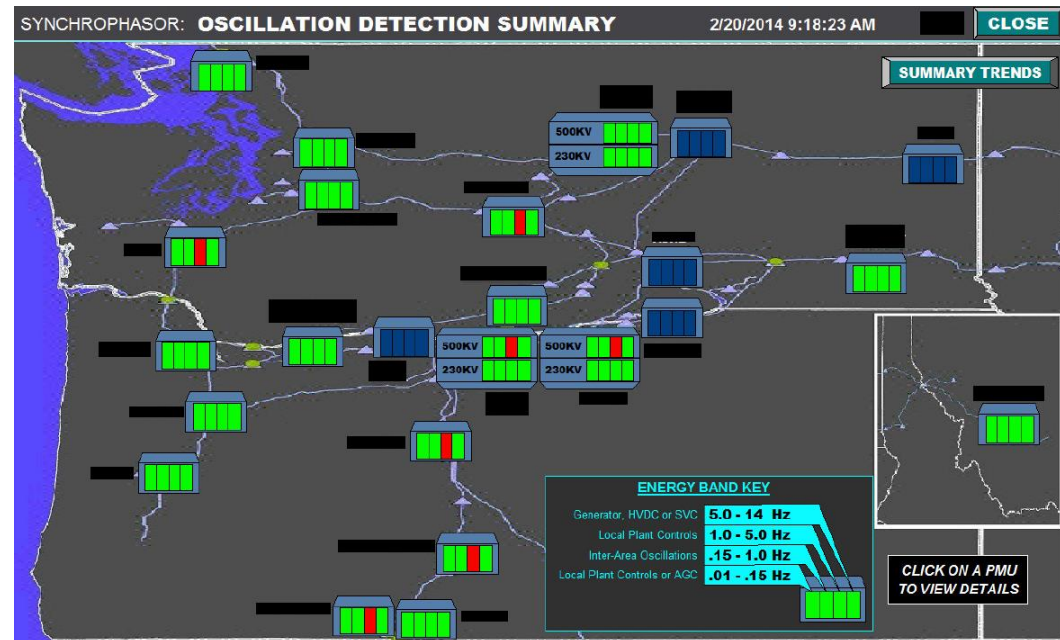 SYNCHROPHASOR: OSCILLATION DETECTION SUMMARY 2/20/2014 9:18:23 AM CLOSE
SUMMARY TRENDS
500KV
230KV
500KV
230KV
500KV
230KV
ENERGY BAND KEY
Generator, HVDC or SVC 5.0 - 14 Hz
Local Plant Controls 1.0 - 5.0 Hz
Inter-Area Oscillations .15 - 1.0 Hz
Local Plant Controls or AGC .01 - .15 Hz
CLICK ON A PMU
TO VIEW DETAILS